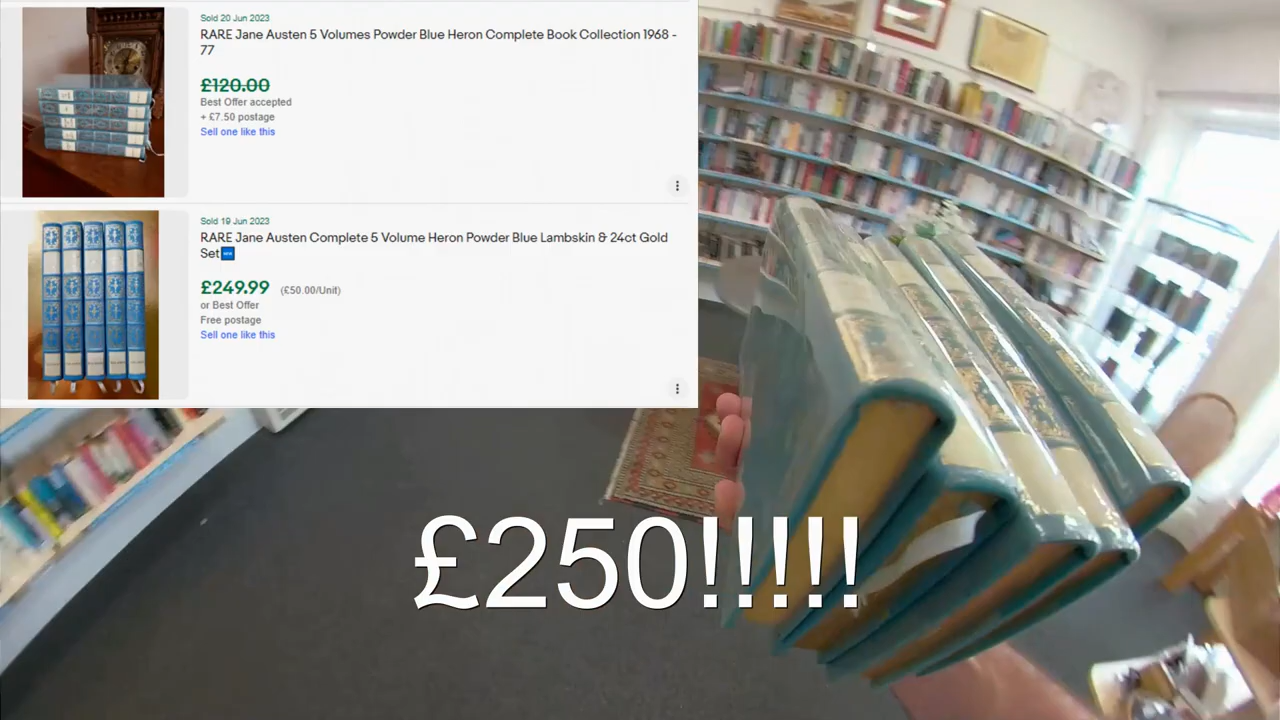 Sold 20 Jun 2023
RARE Jane Austen 5 Volumes Powder Blue Heron Complete Book Collection 1968 -
77
£120.00
Best Offer accepted
+ £7.50 postage
Sell one like this
Sold 19 Jun 2023
RARE Jane Austen Complete 5 Volume Heron Powder Blue Lambskin & 24ct Gold
Set
£249.99 (£50.00/Unit)
or Best Offer
Free postage
Sell one like this
£250!!!!!